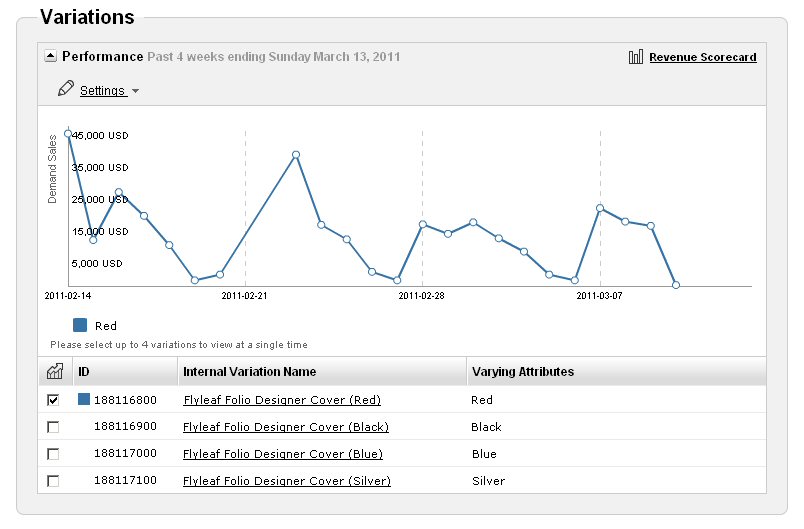 Variations
Performance Past 4 weeks ending Sunday March 13, 2011
Revenue Scorecard
Settings
Demand Sales
45,000 USD
35,000 USD
25,000 USD
15,000 USD
5,000 USD
2011-02-14 2011-02-21 2011-02-28 2011-03-07
Red
Please select up to 4 variations to view at a single time
ID Internal Variation Name Varying Attributes
188116800 Flyleaf Folio Designer Cover (Red) Red
188116900 Flyleaf Folio Designer Cover (Black) Black
188117000 Flyleaf Folio Designer Cover (Blue) Blue
188117100 Flyleaf Folio Designer Cover (Silver) Silver